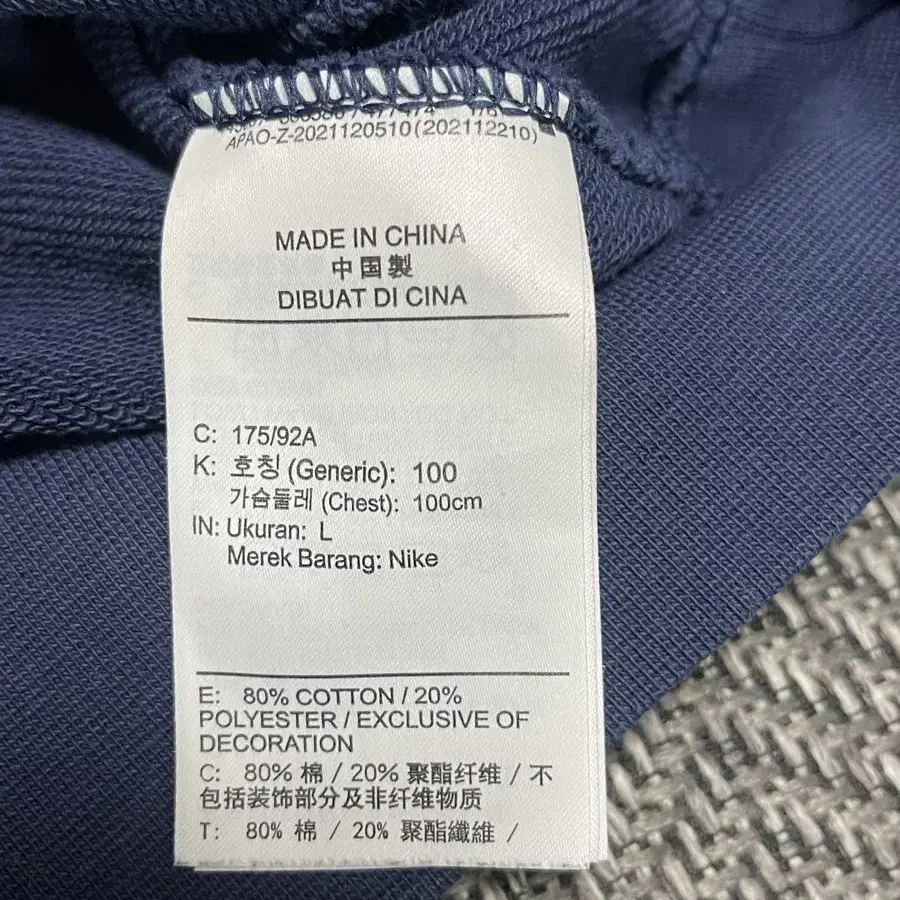 APAO-Z-2021120510(202112210)
MADE IN CHINA
中国製
DIBUAT DI CINA
C: 175/92A
K: 호칭 (Generic): 100
가슴둘레 (Chest): 100cm
IN: Ukuran: L
Merek Barang: Nike
E: 80% COTTON / 20%
POLYESTER / EXCLUSIVE OF
DECORATION
C: 80% 棉 / 20% 聚酯纤维 / 不
包括装饰部分及非纤维物质
T: 80% 棉 / 20% 聚酯纖維 /